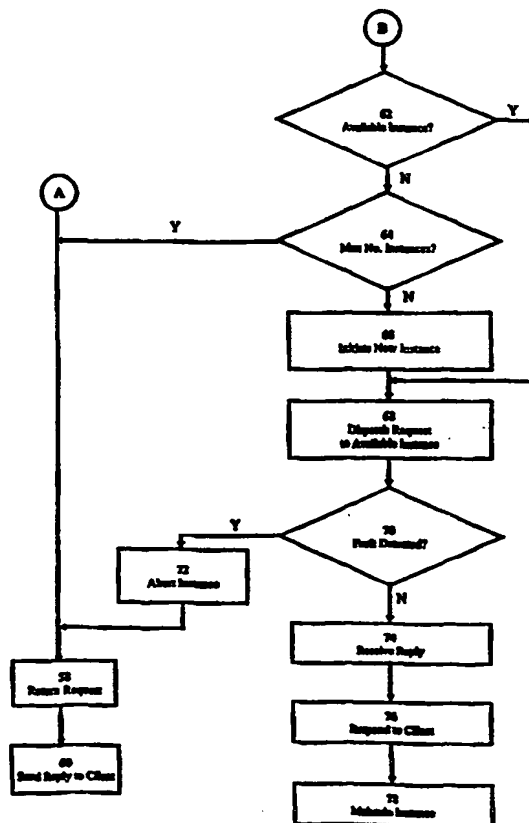 B
62
Available Instance?
Y
N
A
Y
64
Max No. Instances?
N
66
Initiate New Instance
68
Dispatch Request
to Available Instance
70
Fault Detected?
Y
72
Abort Instance
N
74
Receive Reply
58
Return Request
76
Respond to Client
60
Send Reply to Client
78
Maintain Instance